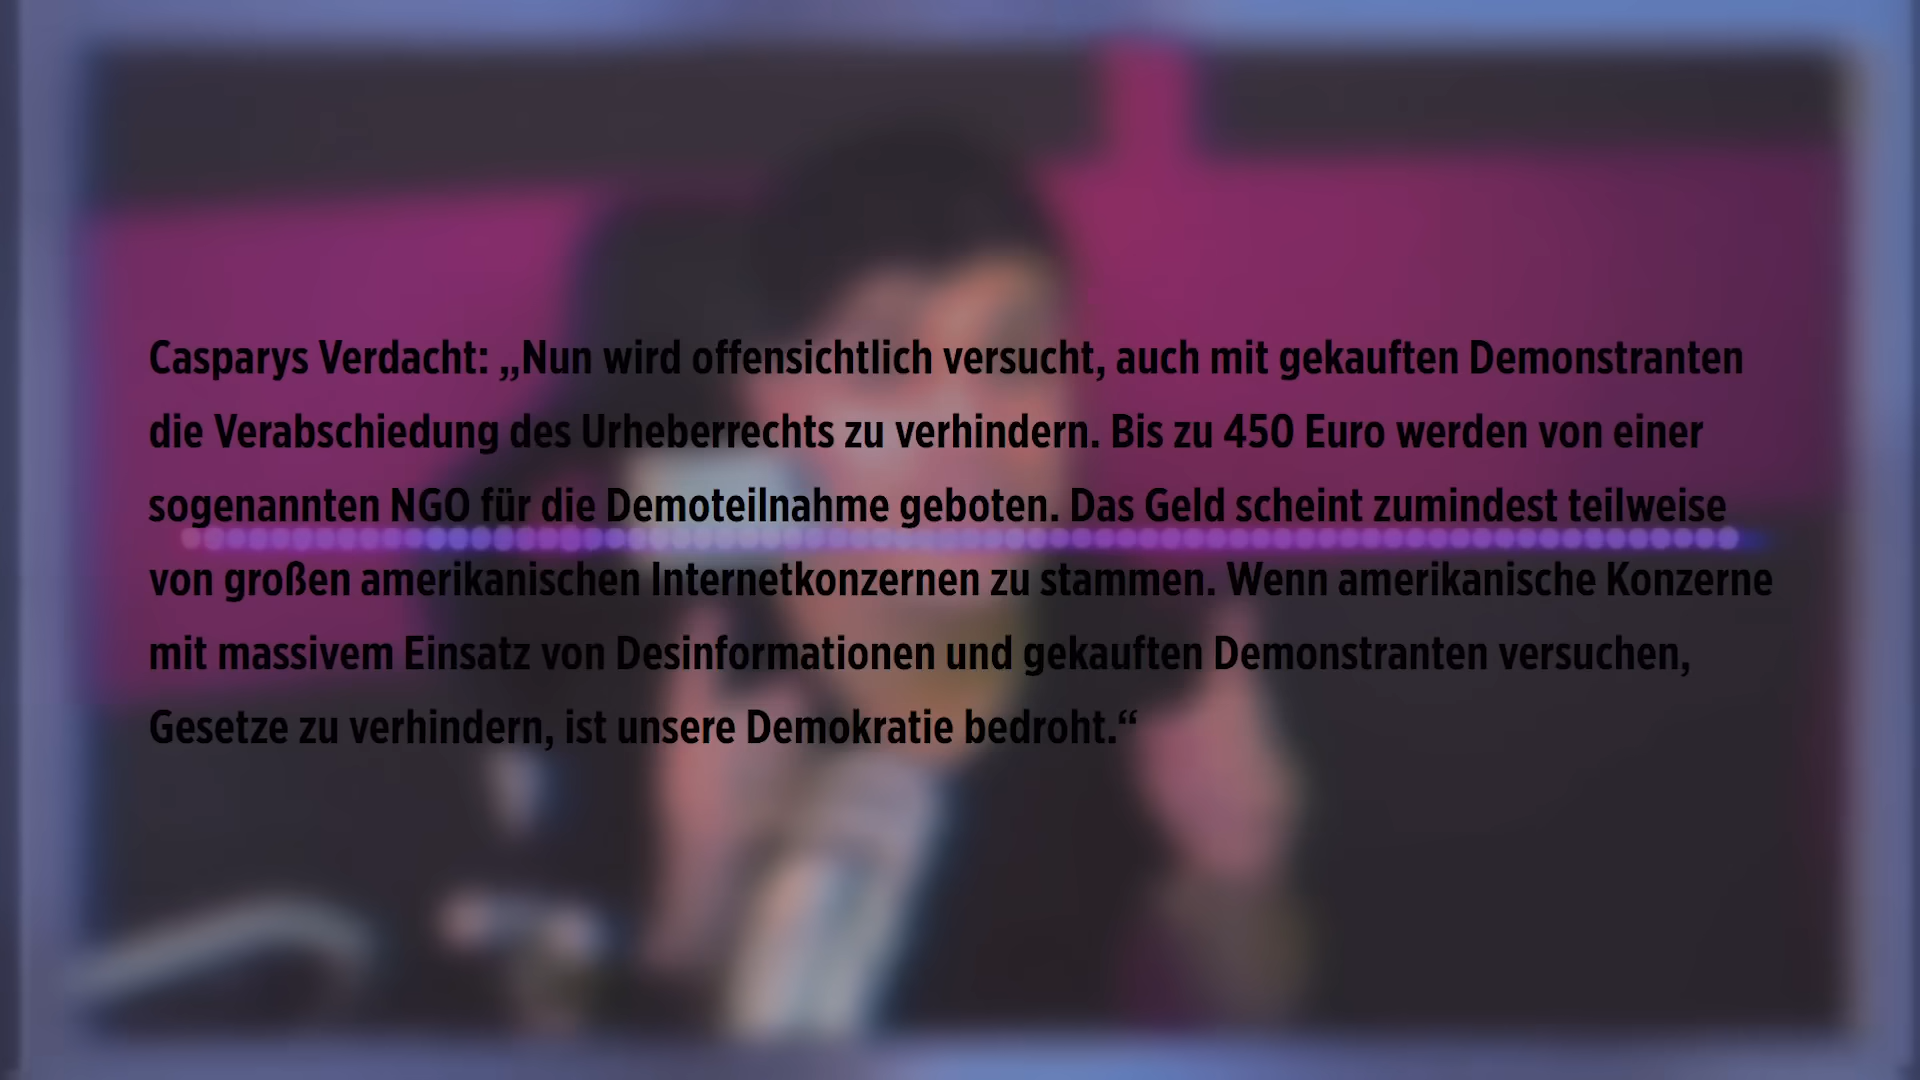 Casparys Verdacht: „Nun wird offensichtlich versucht, auch mit gekauften Demonstranten
die Verabschiedung des Urheberrechts zu verhindern. Bis zu 450 Euro werden von einer
sogenannten NGO für die Demoteilnahme geboten. Das Geld scheint zumindest teilweise
von großen amerikanischen Internetkonzernen zu stammen. Wenn amerikanische Konzerne
mit massivem Einsatz von Desinformationen und gekauften Demonstranten versuchen,
Gesetze zu verhindern, ist unsere Demokratie bedroht.“